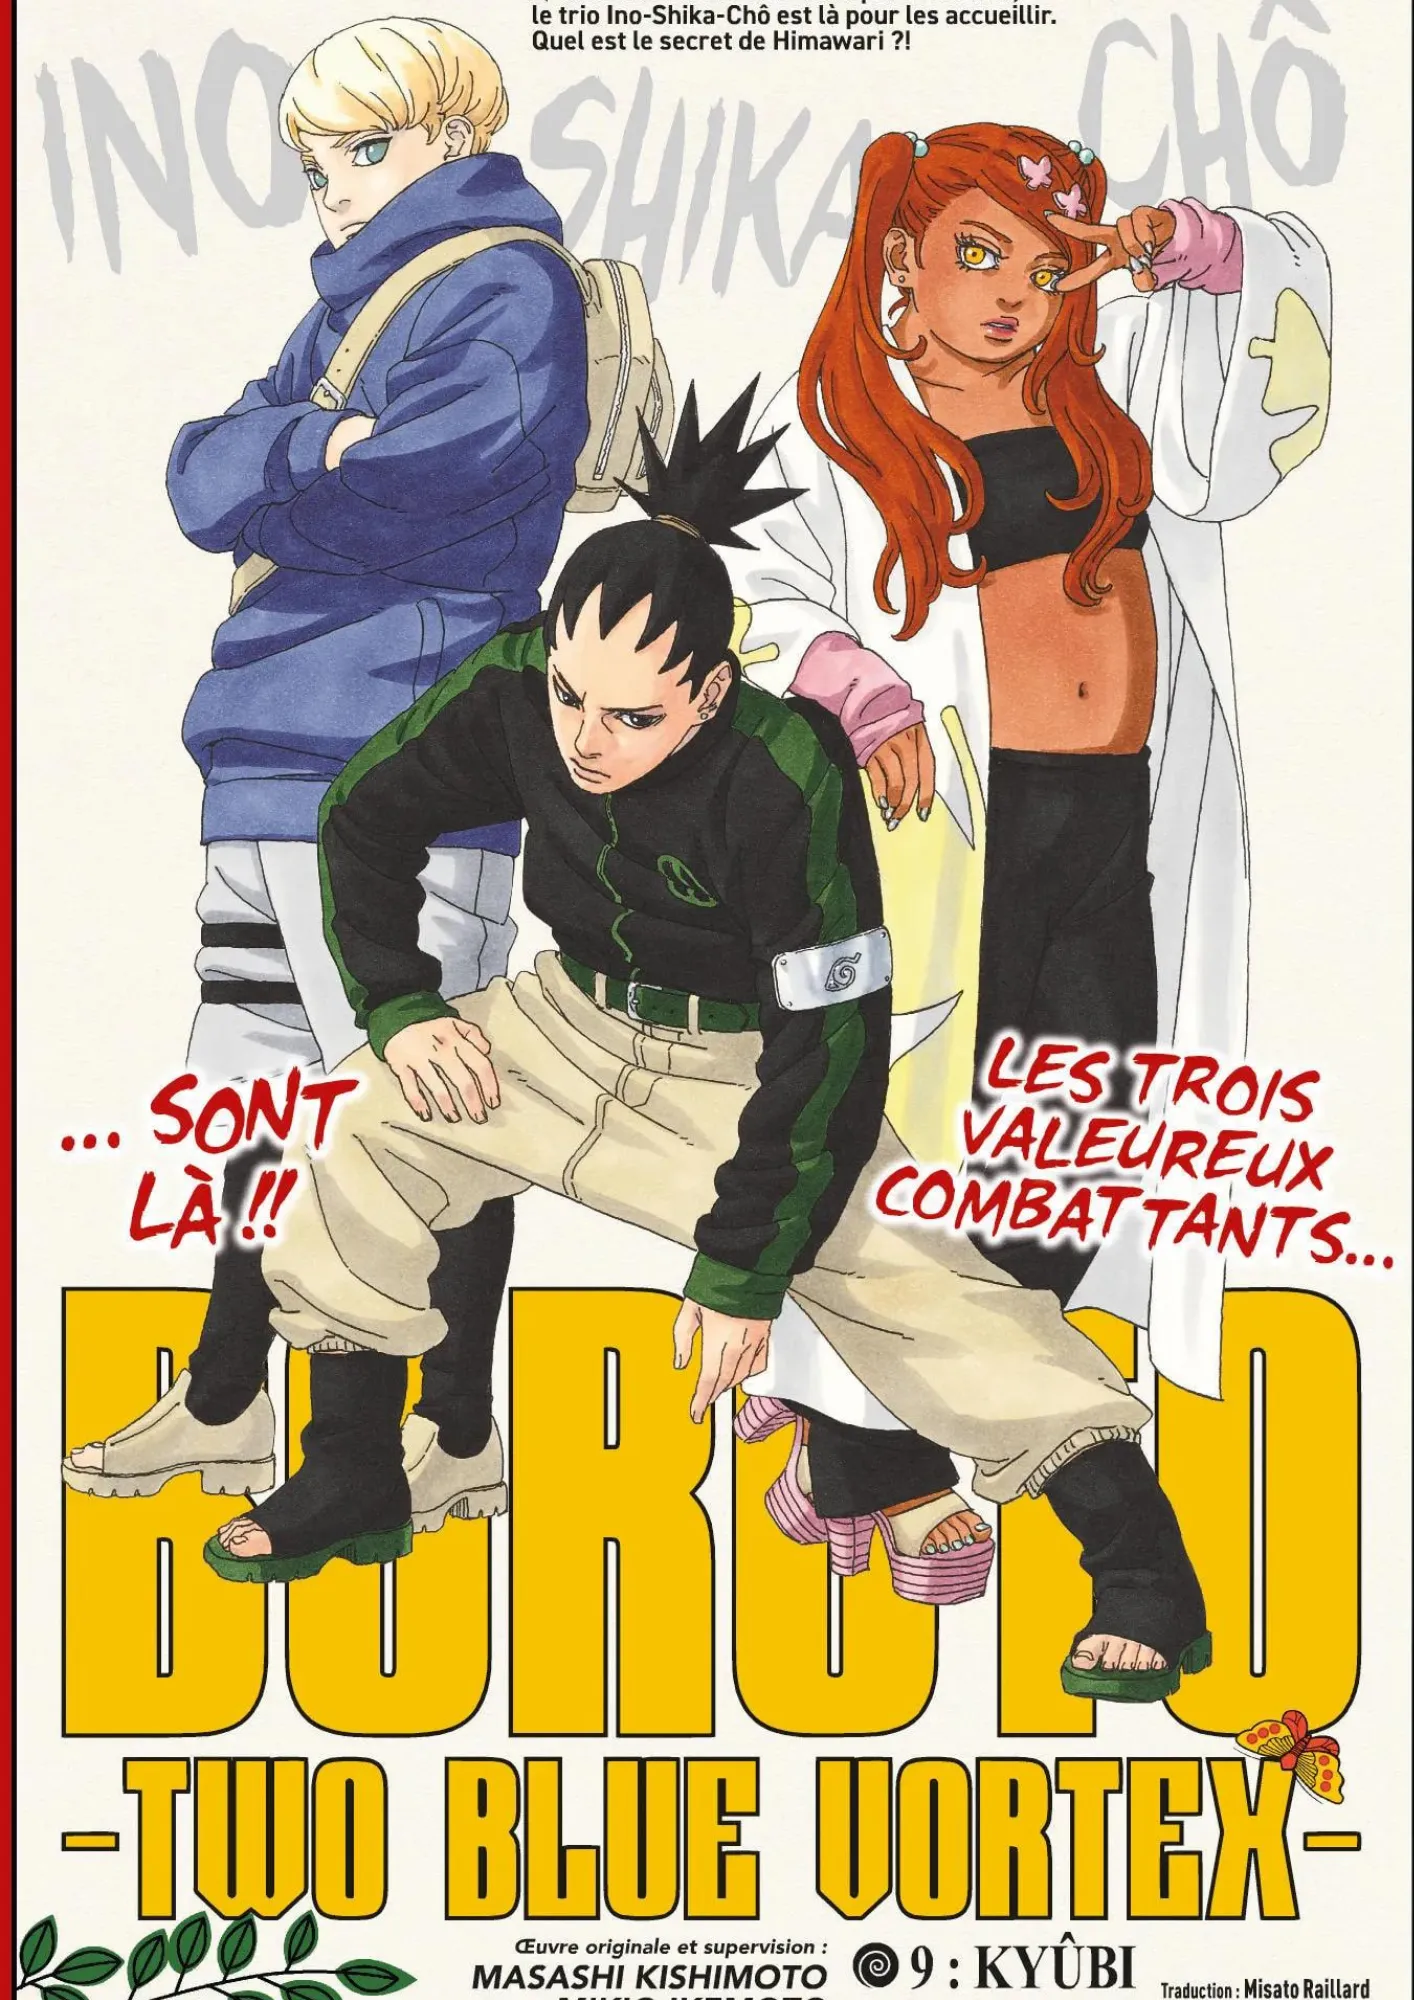 le trio Ino-Shika-Chô est là pour les accueillir.
Quel est le secret de Himawari ?!
INO SHIKA CHÔ
LES TROIS
VALEUREUX
COMBATTANTS...
... SONT
LÀ !!
BORUTO
-TWO BLUE VORTEX-
Œuvre originale et supervision :
MASASHI KISHIMOTO
9 : KYÛBI
Traduction : Misato Raillard